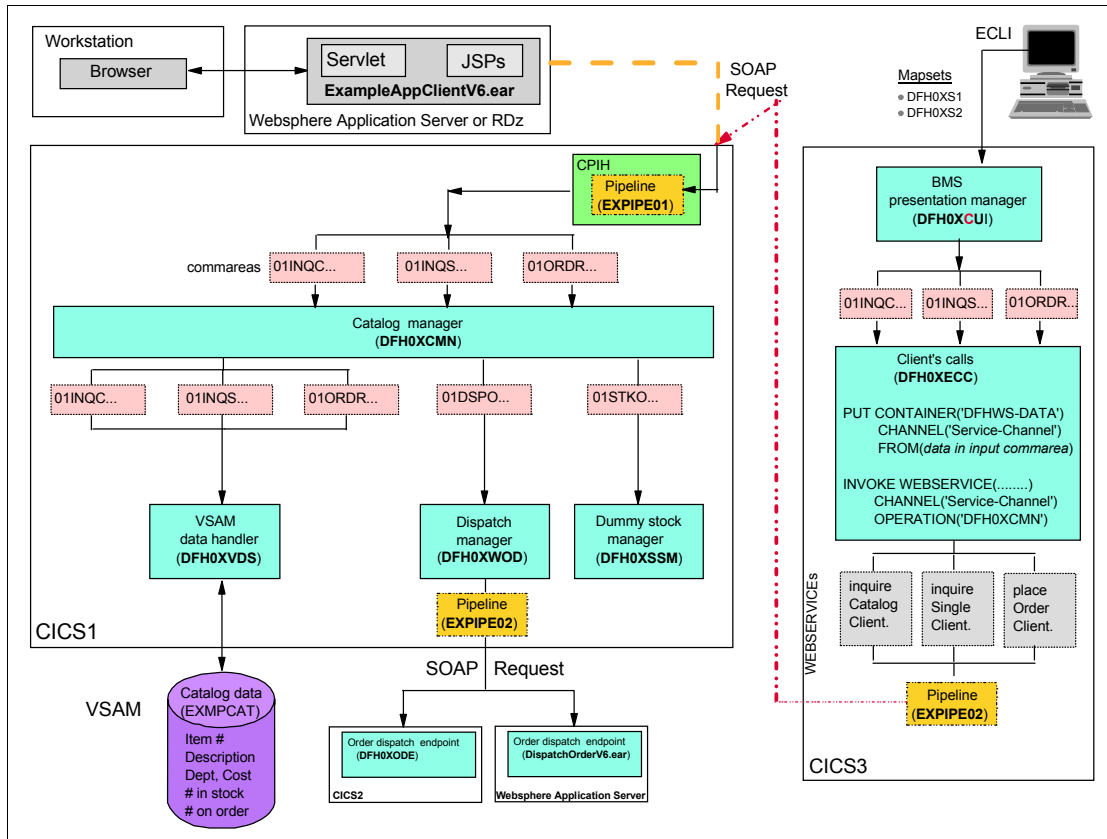 Workstation
Browser
Servlet
JSPs
ExampleAppClientV6.ear
Websphere Application Server or RDz
SOAP
Request
ECLI
Mapsets
DFH0XS1
DFH0XS2
CPIH
Pipeline
(EXPIPE01)
commareas
01INQC...
01INQS...
01ORDR...
Catalog manager
(DFH0XCMN)
01INQC...
01INQS...
01ORDR...
01DSPO...
01STKO...
VSAM
data handler
(DFH0XVDS)
Dispatch
manager
(DFH0XWOD)
Dummy stock
manager
(DFH0XSSM)
Pipeline
(EXPIPE02)
CICS1
SOAP Request
VSAM
Catalog data
(EXMPCAT)
Item #
Description
Dept, Cost
# in stock
# on order
Order dispatch endpoint
(DFH0XODE)
CICS2
Order dispatch endpoint
(DispatchOrderV6.ear)
Websphere Application Server
BMS
presentation manager
(DFH0XCUI)
01INQC...
01INQS...
01ORDR...
Client's calls
(DFH0XECC)
PUT CONTAINER('DFHWS-DATA')
CHANNEL('Service-Channel')
FROM(data in input commarea)
INVOKE WEBSERVICE(........)
CHANNEL('Service-Channel')
OPERATION('DFH0XCMN')
WEBSERVICEs
inquire
Catalog
Client.
inquire
Single
Client.
place
Order
Client.
Pipeline
(EXPIPE02)
CICS3